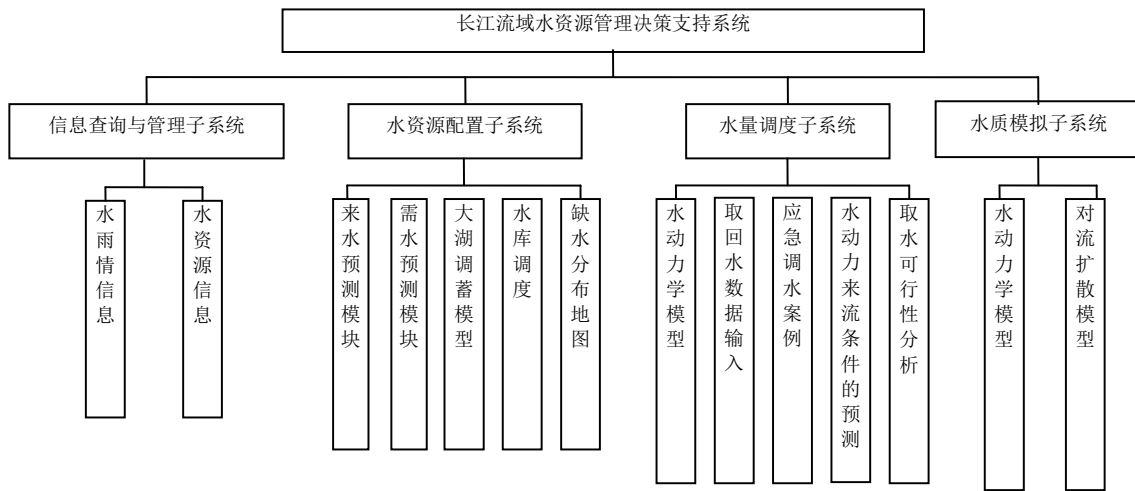 长江流域水资源管理决策支持系统
信息查询与管理子系统
水资源配置子系统
水量调度子系统
水质模拟子系统
水雨情信息
水资源信息
来水预测模块
需水预测模块
大湖调蓄模型
水库调度
缺水分布地图
水动力学模型
取回水数据输入
应急调水案例
水动力来流条件的预测
取水可行性分析
水动力学模型
对流扩散模型